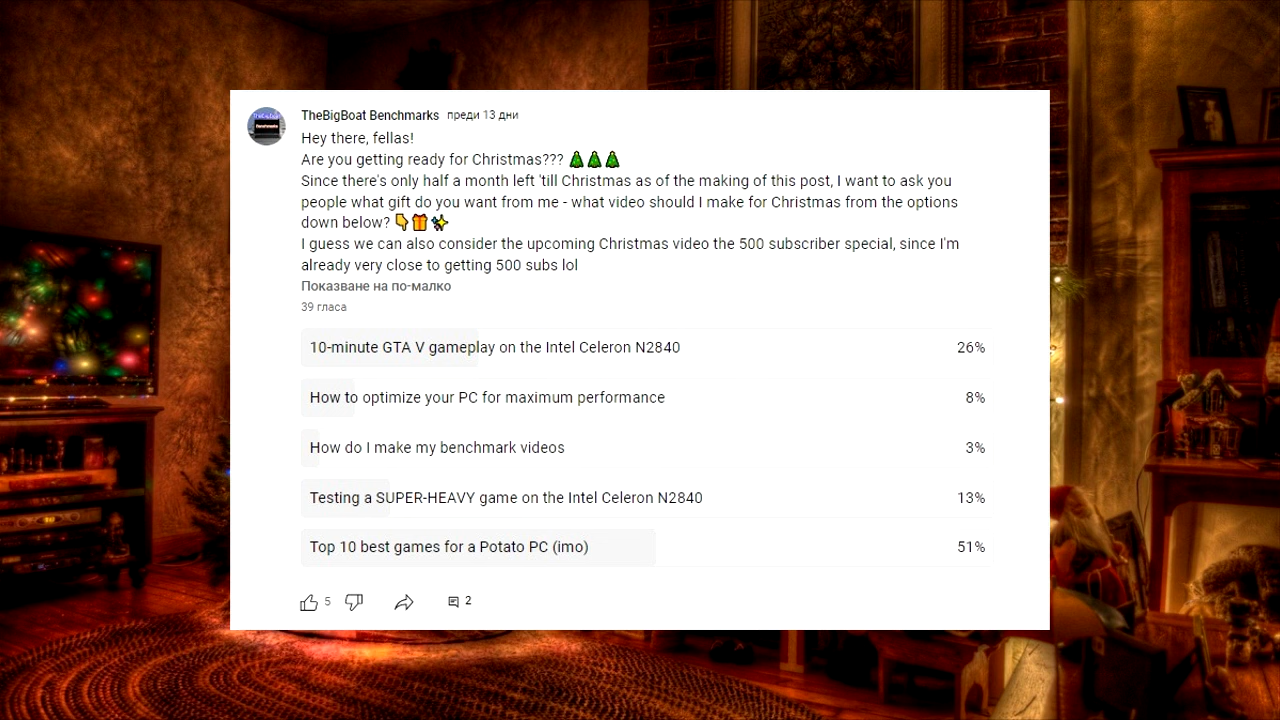 TheBigBoat Benchmarks преди 13 дни
Hey there, fellas!
Are you getting ready for Christmas??? 🎄🎄🎄
Since there's only half a month left 'till Christmas as of the making of this post, I want to ask you
people what gift do you want from me - what video should I make for Christmas from the options
down below? 👇🎁✨
I guess we can also consider the upcoming Christmas video the 500 subscriber special, since I'm
already very close to getting 500 subs lol
Показване на по-малко
39 гласа
10-minute GTA V gameplay on the Intel Celeron N2840 26%
How to optimize your PC for maximum performance 8%
How do I make my benchmark videos 3%
Testing a SUPER-HEAVY game on the Intel Celeron N2840 13%
Top 10 best games for a Potato PC (imo) 51%
5 2